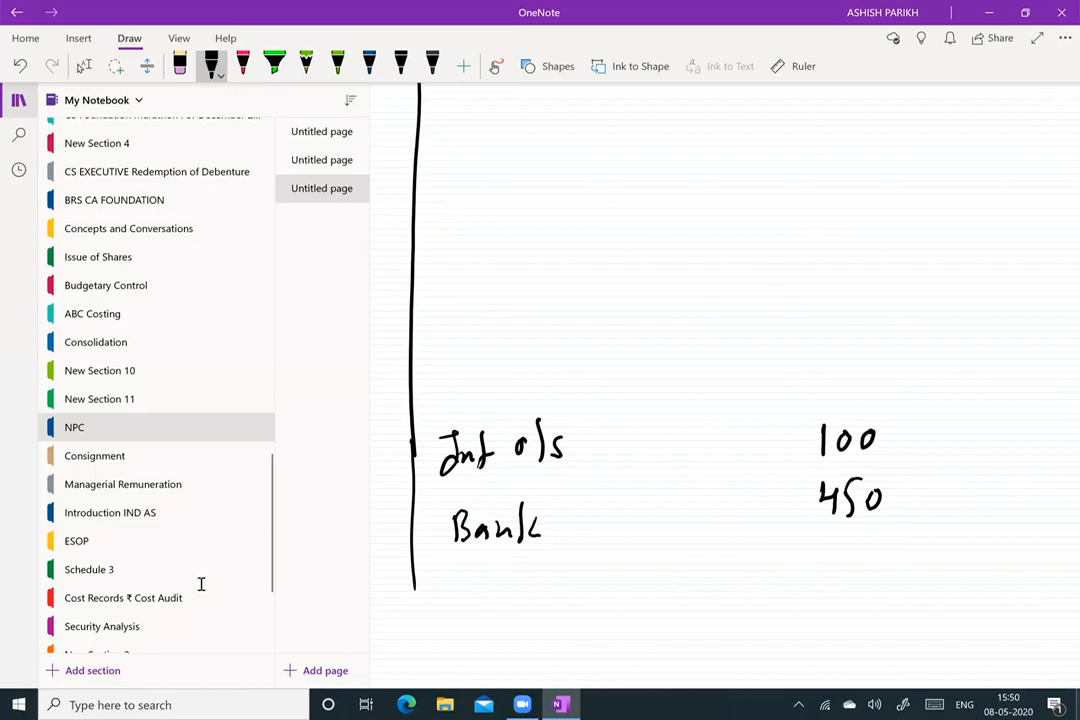 OneNote
ASHISH PARIKH
Home Insert Draw View Help
Share
Shapes Ink to Shape Ink to Text Ruler
My Notebook
New Section 4
CS EXECUTIVE Redemption of Debenture
BRS CA FOUNDATION
Concepts and Conversations
Issue of Shares
Budgetary Control
ABC Costing
Consolidation
New Section 10
New Section 11
NPC
Consignment
Managerial Remuneration
Introduction IND AS
ESOP
Schedule 3
Cost Records ₹ Cost Audit
Security Analysis
Add section
Untitled page
Untitled page
Untitled page
Add page
Int o/s 100
Bank 450
Type here to search
ENG
15:50
08-05-2020
1